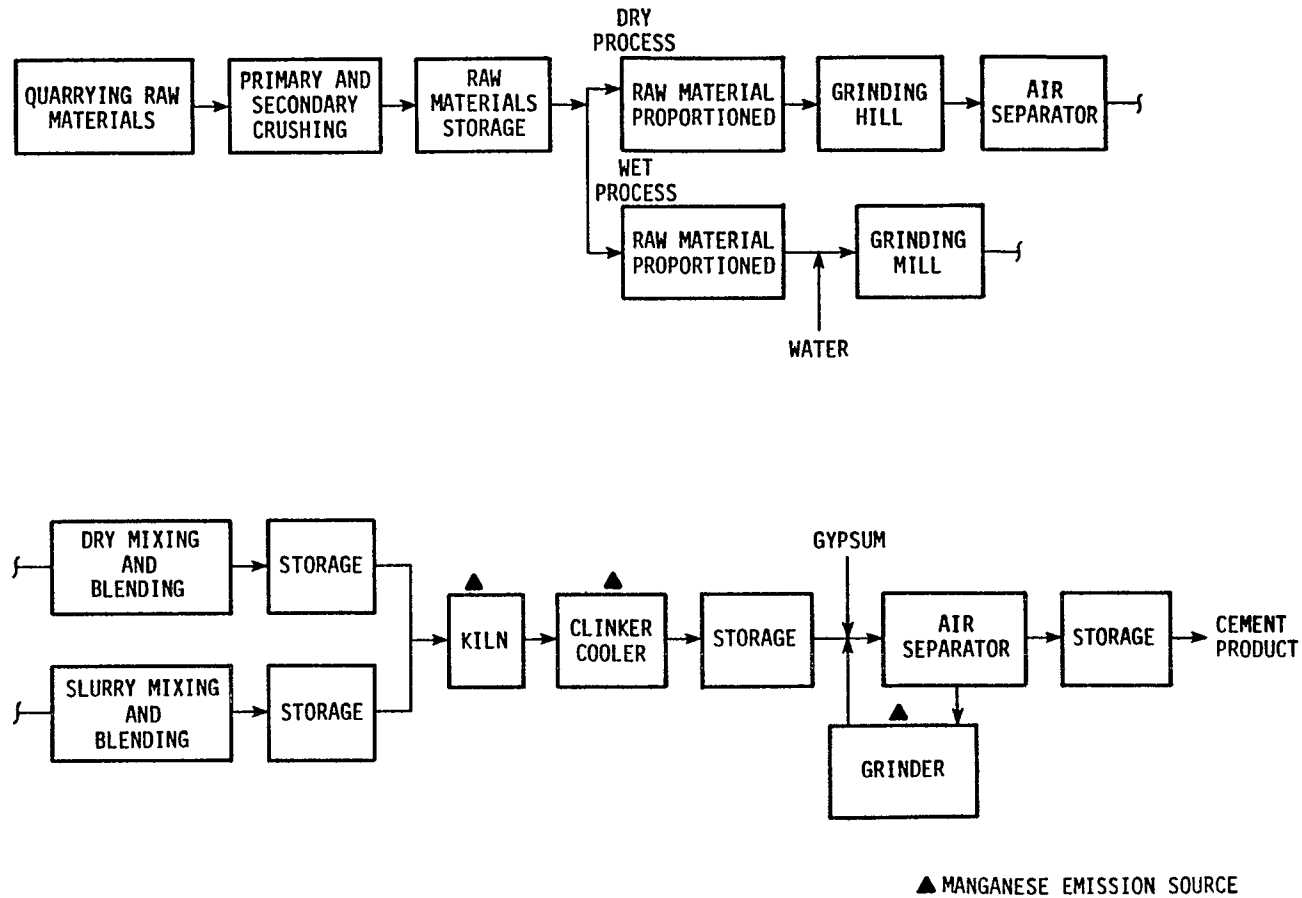 DRY
PROCESS
QUARRYING RAW
MATERIALS
PRIMARY AND
SECONDARY
CRUSHING
RAW
MATERIALS
STORAGE
RAW MATERIAL
PROPORTIONED
GRINDING
HILL
AIR
SEPARATOR
WET
PROCESS
RAW MATERIAL
PROPORTIONED
GRINDING
MILL
WATER
DRY MIXING
AND
BLENDING
STORAGE
SLURRY MIXING
AND
BLENDING
STORAGE
KILN
CLINKER
COOLER
STORAGE
GYPSUM
AIR
SEPARATOR
STORAGE
CEMENT
PRODUCT
GRINDER
▲ MANGANESE EMISSION SOURCE